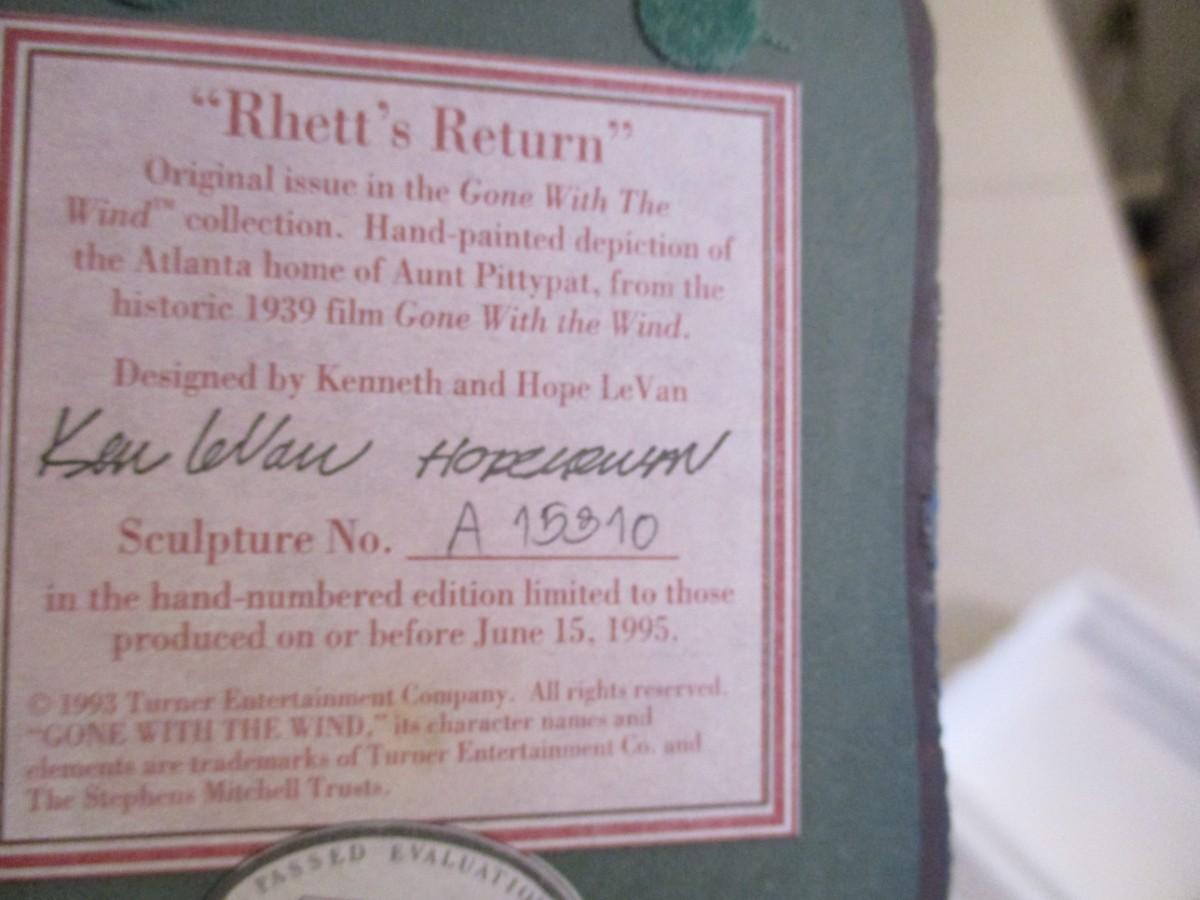 “Rhett’s Return”
Original issue in the Gone With The
Wind™ collection. Hand-painted depiction of
the Atlanta home of Aunt Pittypat, from the
historic 1939 film Gone With the Wind.
Designed by Kenneth and Hope LeVan
Ken LeVan
Sculpture No. A 15310
in the hand-numbered edition limited to those
produced on or before June 15, 1995.
© 1993 Turner Entertainment Company. All rights reserved.
“GONE WITH THE WIND,” its character names and
elements are trademarks of Turner Entertainment Co. and
The Stephens Mitchell Trusts.
PASSED EVALUATION